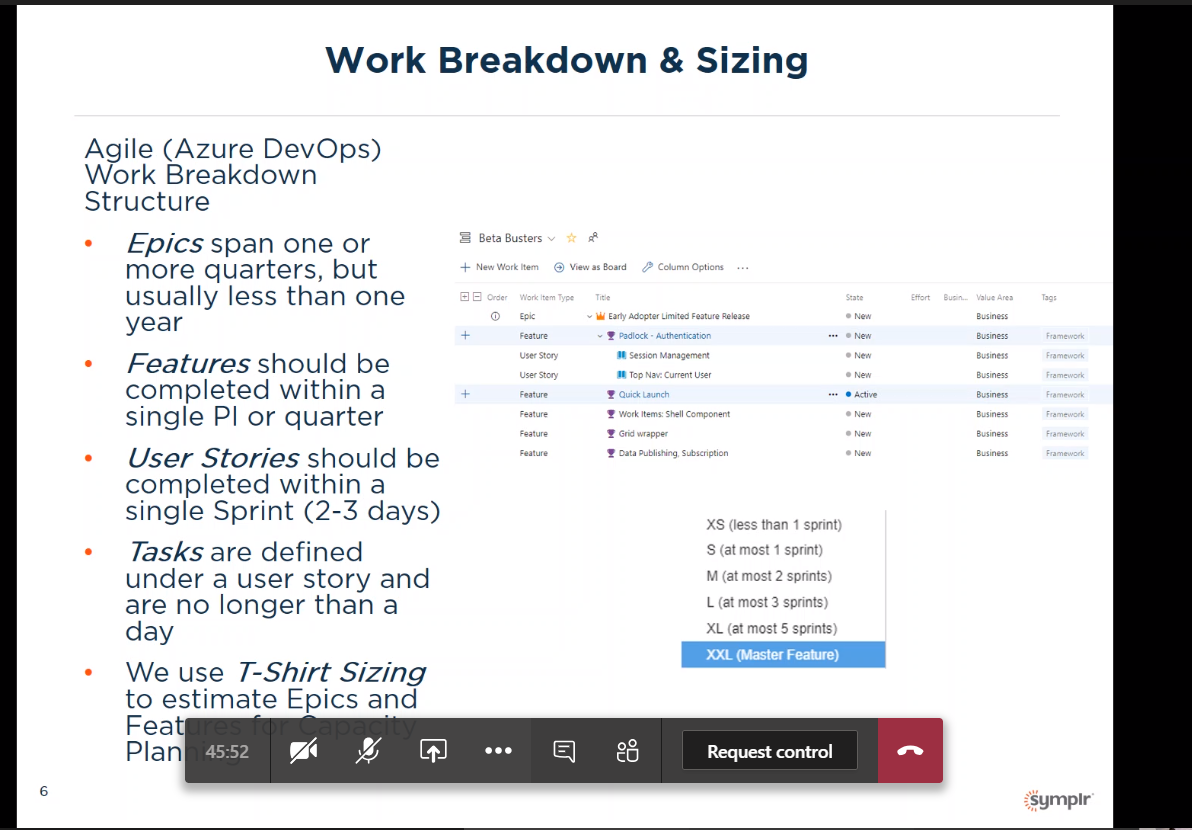 Work Breakdown & Sizing
Agile (Azure DevOps)
Work Breakdown
Structure
• Epics span one or
more quarters, but
usually less than one
year
• Features should be
completed within a
single PI or quarter
• User Stories should be
completed within a
single Sprint (2-3 days)
• Tasks are defined
under a user story and
are no longer than a
day
• We use T-Shirt Sizing
to estimate Epics and
Features for Capacity
Planning
Beta Busters
New Work Item View as Board Column Options ...
Order Work Item Type Title State Effort Busin... Value Area Tags
Epic Early Adopter Limited Feature Release New Business
Feature Padlock - Authentication ... New Business Framework
User Story Session Management New Business Framework
User Story Top Nav: Current User New Business Framework
Feature Quick Launch ... Active Business Framework
Feature Work Items: Shell Component New Business Framework
Feature Grid wrapper New Business Framework
Feature Data Publishing, Subscription New Business Framework
XS (less than 1 sprint)
S (at most 1 sprint)
M (at most 2 sprints)
L (at most 3 sprints)
XL (at most 5 sprints)
XXL (Master Feature)
45:52 Request control
6
symplr